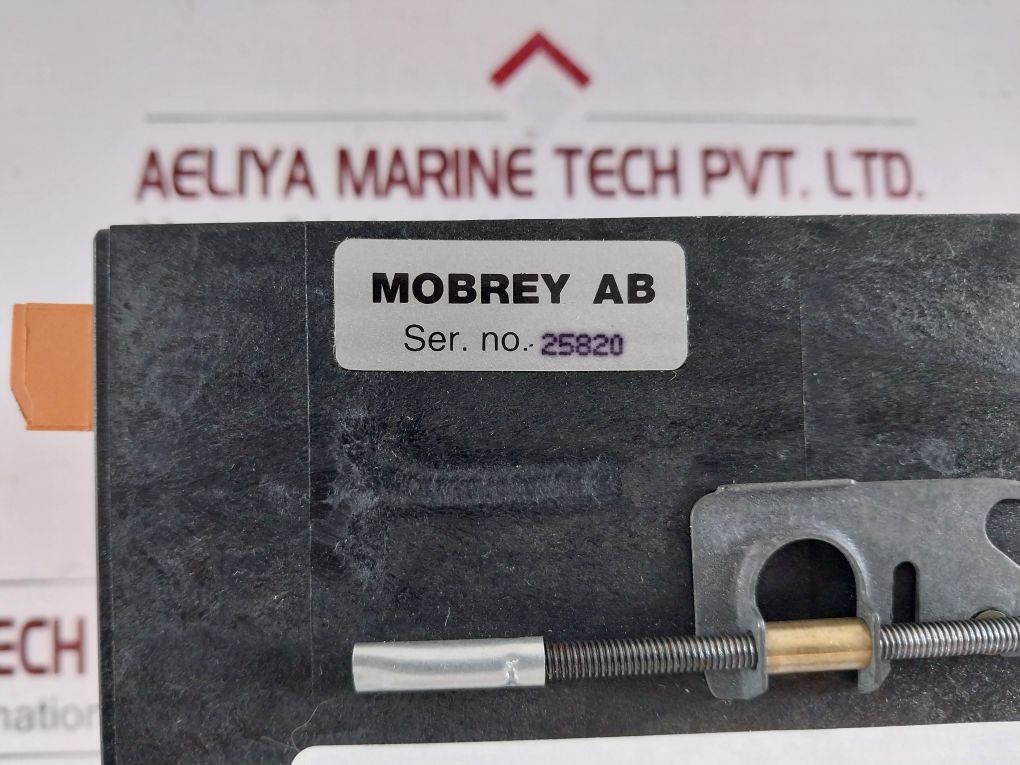 AELIYA MARINE TECH PVT. LTD.
MOBREY AB
Ser. no. 25820
ECH
nation